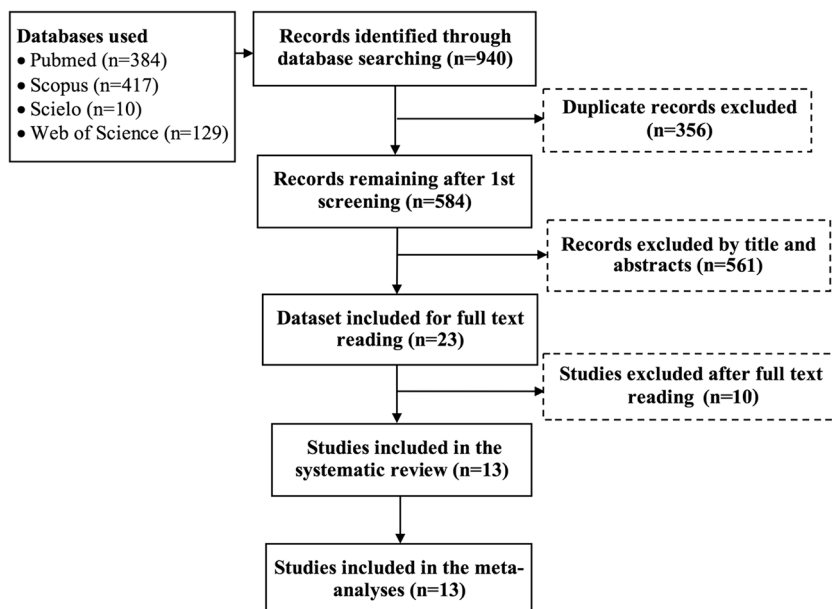 Databases used
• Pubmed (n=384)
• Scopus (n=417)
• Scielo (n=10)
• Web of Science (n=129)
Records identified through
database searching (n=940)
Duplicate records excluded
(n=356)
Records remaining after 1st
screening (n=584)
Records excluded by title and
abstracts (n=561)
Dataset included for full text
reading (n=23)
Studies excluded after full text
reading (n=10)
Studies included in the
systematic review (n=13)
Studies included in the meta-
analyses (n=13)